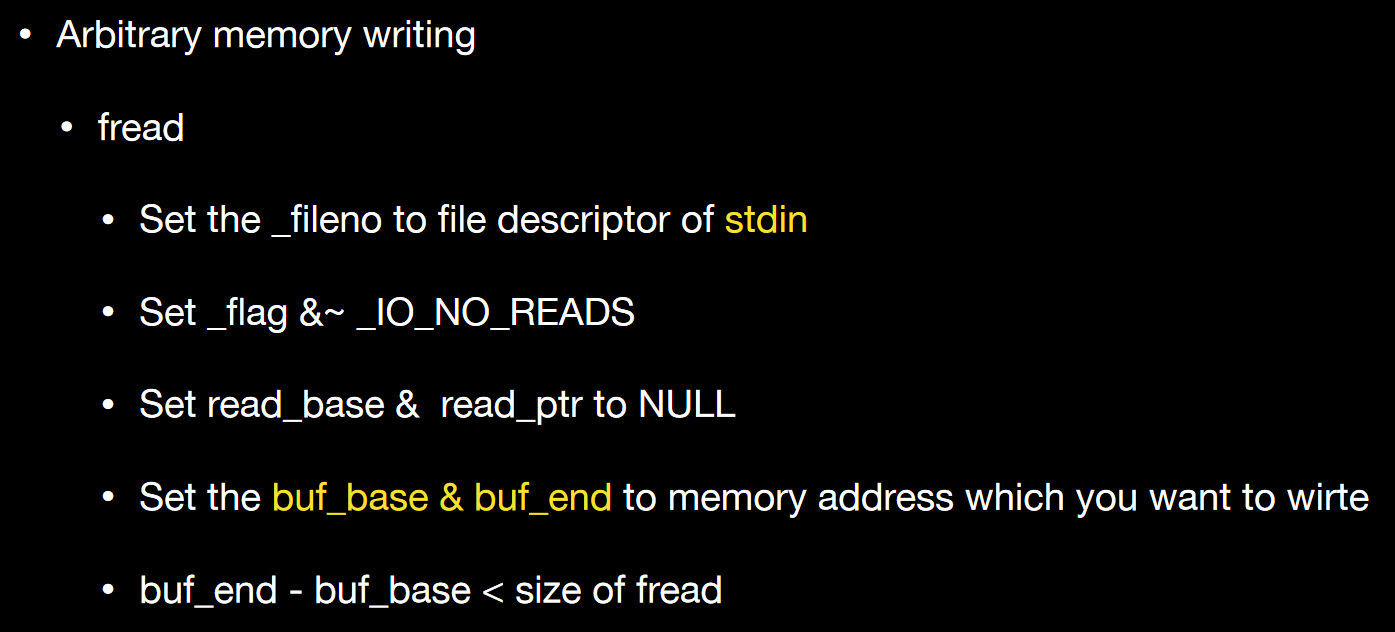 • Arbitrary memory writing
• fread
• Set the _fileno to file descriptor of stdin
• Set _flag &~ _IO_NO_READS
• Set read_base &  read_ptr to NULL
• Set the buf_base & buf_end to memory address which you want to wirte
• buf_end - buf_base < size of fread